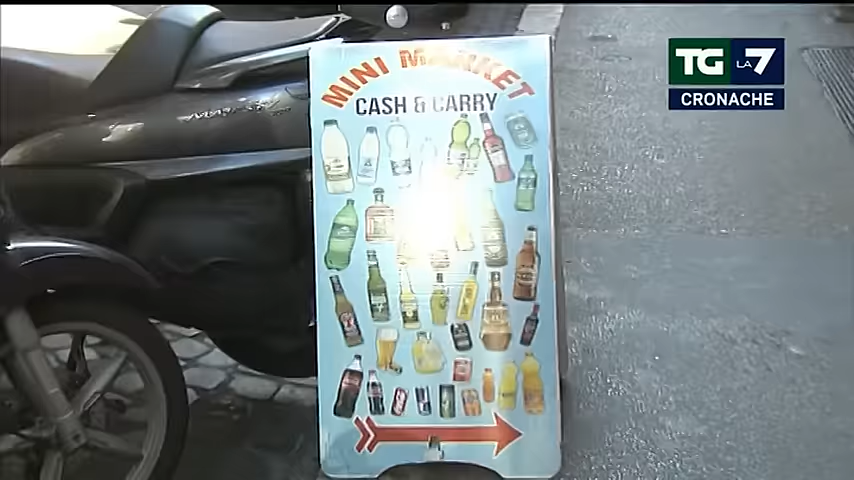 TG LA 7
CRONACHE
MINI MARKET
CASH & CARRY